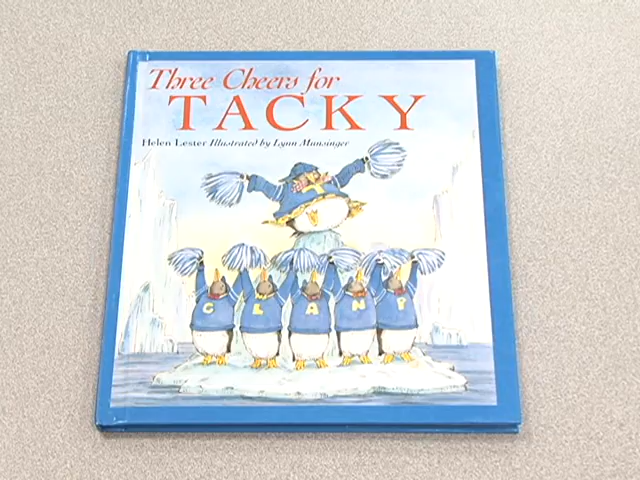 Three Cheers for
TACKY
Helen Lester Illustrated by Lynn Munsinger
C L A N P